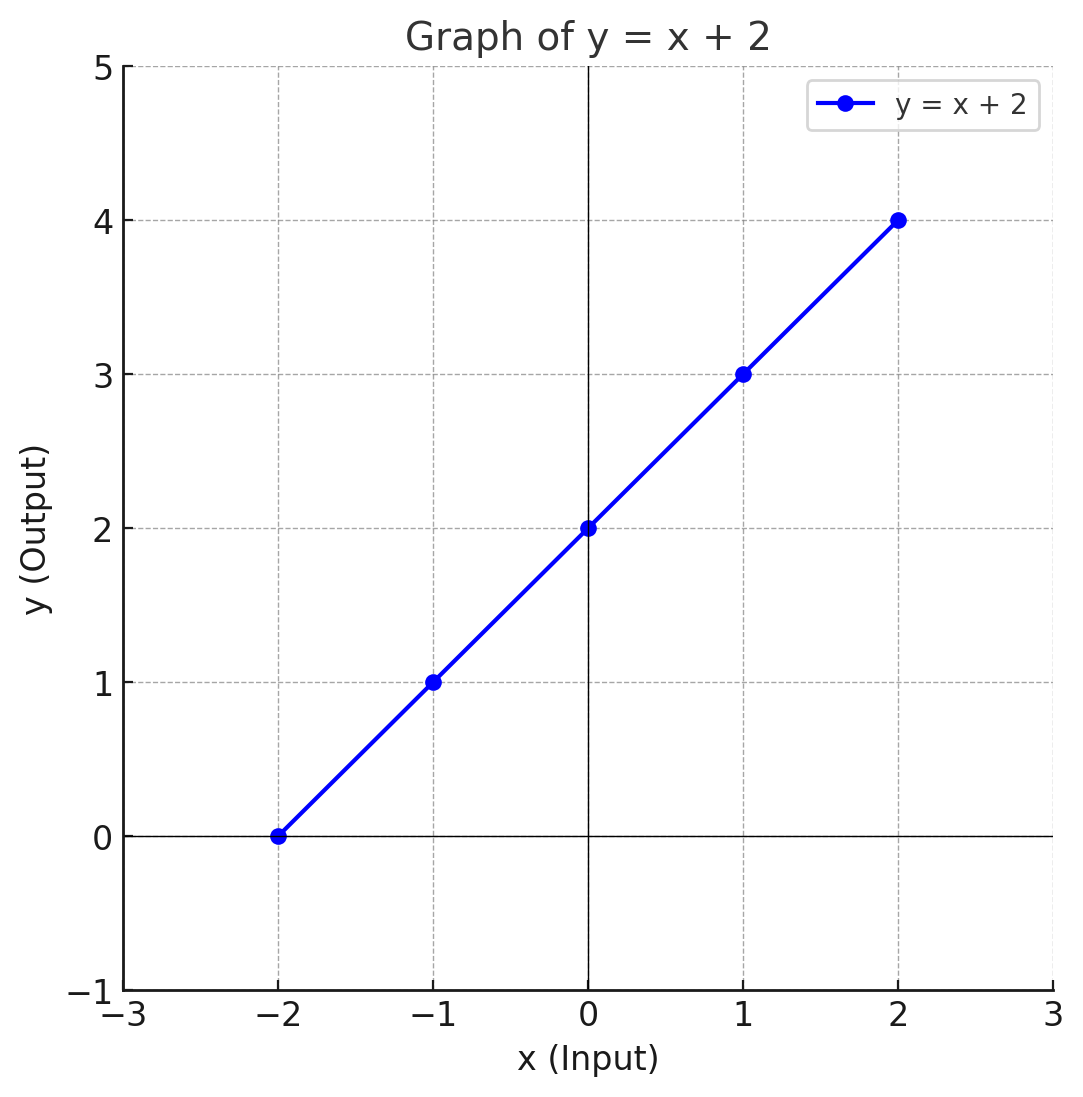 Graph of y = x + 2
y = x + 2
5
4
3
2
1
0
−1
y (Output)
−3 −2 −1 0 1 2 3
x (Input)